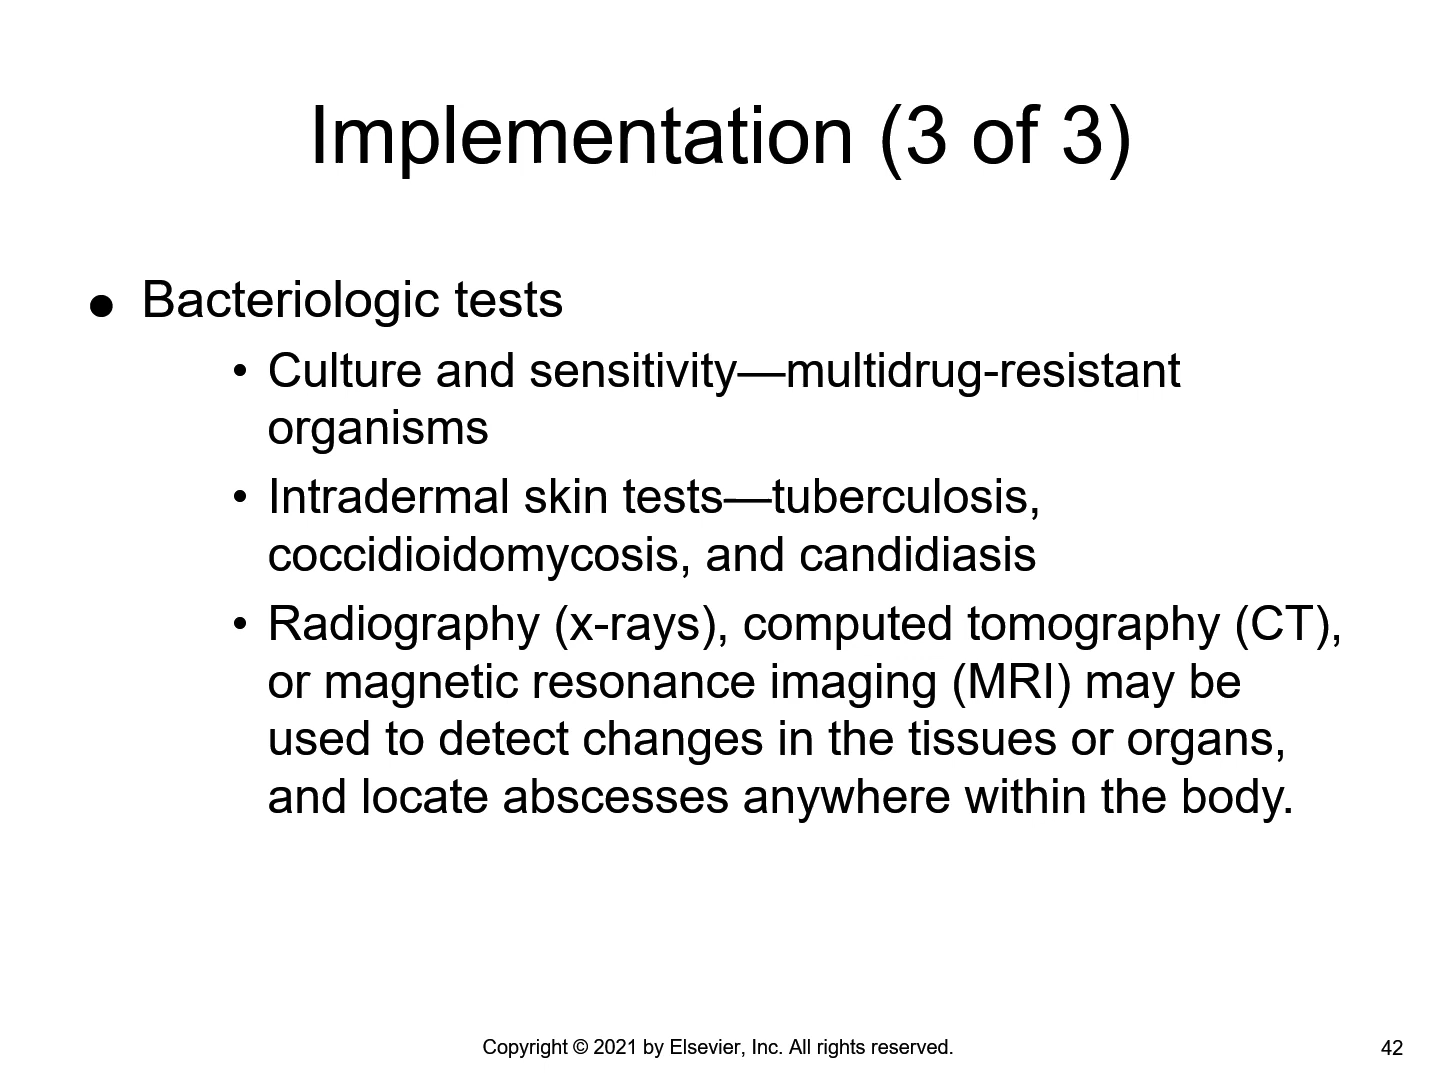 Implementation (3 of 3)
● Bacteriologic tests
• Culture and sensitivity—multidrug-resistant
organisms
• Intradermal skin tests—tuberculosis,
coccidioidomycosis, and candidiasis
• Radiography (x-rays), computed tomography (CT),
or magnetic resonance imaging (MRI) may be
used to detect changes in the tissues or organs,
and locate abscesses anywhere within the body.
Copyright © 2021 by Elsevier, Inc. All rights reserved.
42